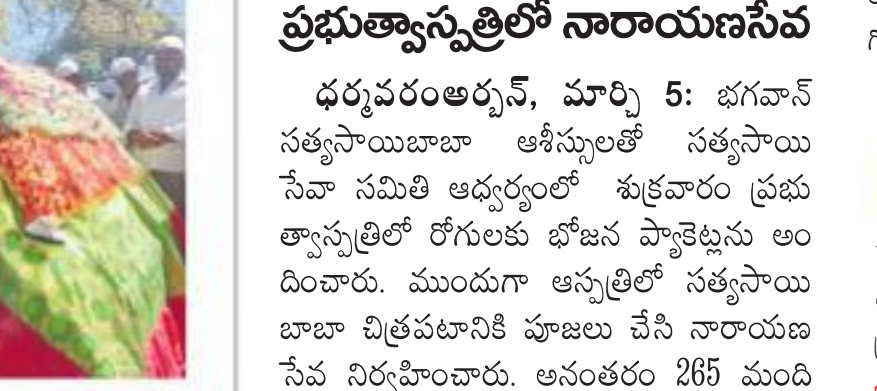 ప్రభుత్వాస్పత్రిలో నారాయణసేవ
ధర్మవరంఅర్బన్, మార్చి 5: భగవాన్
సత్యసాయిబాబా ఆశీస్సులతో సత్యసాయి
సేవా సమితి ఆధ్వర్యంలో శుక్రవారం ప్రభు
త్వాస్పత్రిలో రోగులకు భోజన ప్యాకెట్లను అం
దించారు. ముందుగా ఆస్పత్రిలో సత్యసాయి
బాబా చిత్రపటానికి పూజలు చేసి నారాయణ
సేవ నిర్వహించారు. అనంతరం 265 మంది